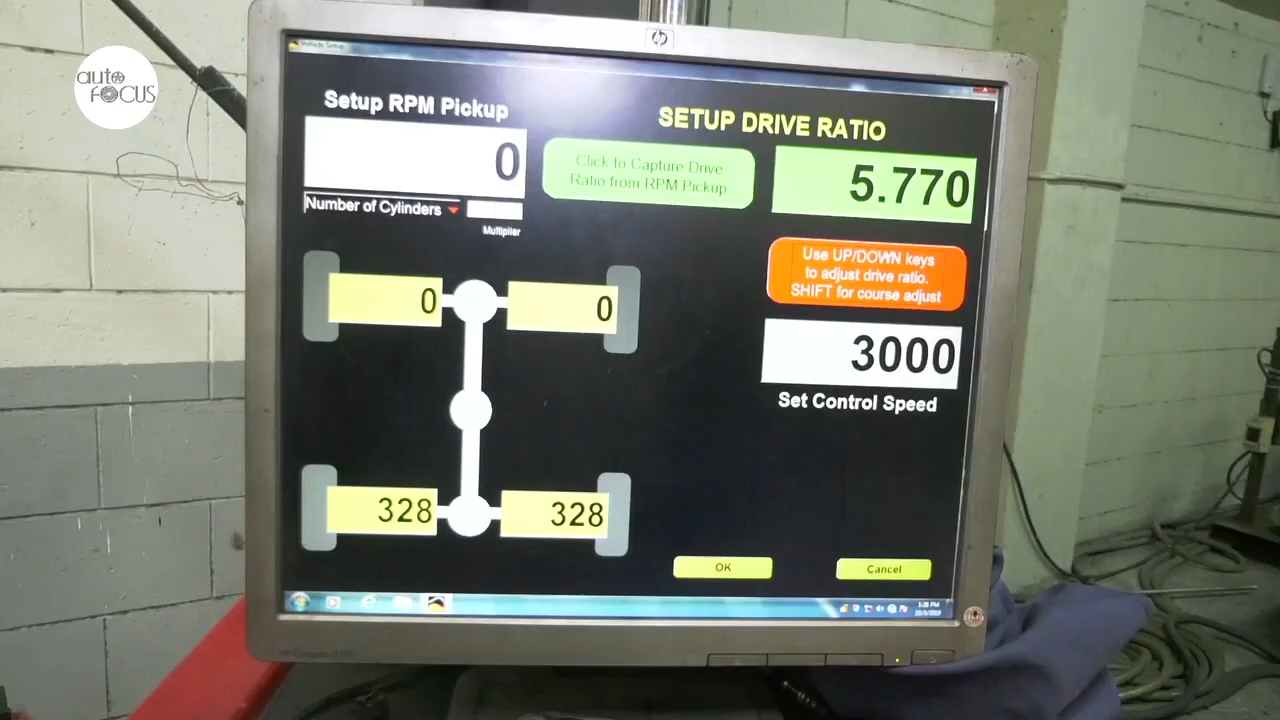 auto
FOCUS
hp
Vehicle Setup
Setup RPM Pickup
SETUP DRIVE RATIO
0
Click to Capture Drive
Ratio from RPM Pickup
5.770
Number of Cylinders
Multiplier
Use UP/DOWN keys
to adjust drive ratio.
SHIFT for course adjust
0
0
3000
Set Control Speed
328
328
OK
Cancel